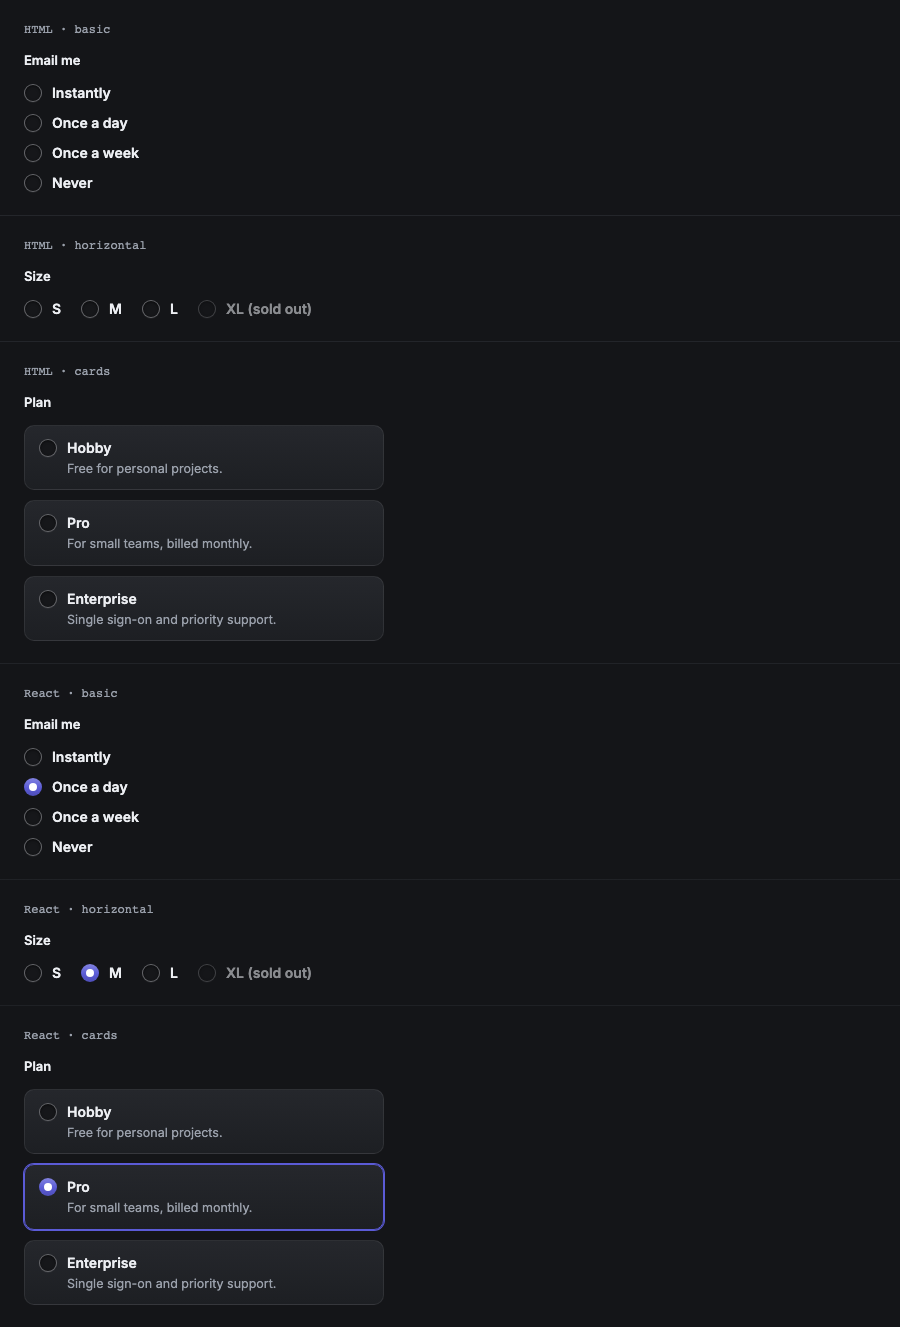 HTML · basic
Email me
Instantly
Once a day
Once a week
Never
HTML · horizontal
Size
S M L XL (sold out)
HTML · cards
Plan
Hobby
Free for personal projects.
Pro
For small teams, billed monthly.
Enterprise
Single sign-on and priority support.
React · basic
Email me
Instantly
Once a day
Once a week
Never
React · horizontal
Size
S M L XL (sold out)
React · cards
Plan
Hobby
Free for personal projects.
Pro
For small teams, billed monthly.
Enterprise
Single sign-on and priority support.